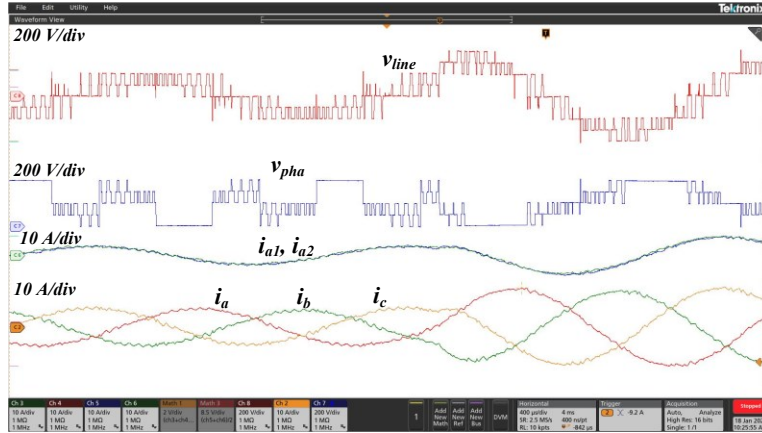 File Edit Utility Help
Tektronix
Waveform View
200 V/div
v_line
C 8
200 V/div
v_pha
C 7
10 A/div
i_a1, i_a2
C 6
10 A/div
i_a i_b i_c
C 2
Ch 3 Ch 4 Ch 5 Ch 6 Math 1 Math 3 Ch 8 Ch 2 Ch 7
10 A/div 10 A/div 10 A/div 10 A/div 2 V/div 8.5 V/div 200 V/div 10 A/div 200 V/div
1 MΩ 1 MΩ 1 MΩ 1 MΩ 1 MΩ 1 MΩ 1 MΩ
1 MHz 1 MHz 1 MHz 1 MHz 1 MHz 1 MHz 1 MHz
1
Add New Math
Add New Ref
Add New Bus
DVM
Horizontal
400 µs/div 4 ms
SR: 2.5 MS/s 400 ns/pt
RL: 10 kpts
Trigger
2 -9.2 A
Acquisition
Auto, Analyze
High Res: 16 bits
Single: 1/1
Stopped
18 Jan
10:25:55 AM